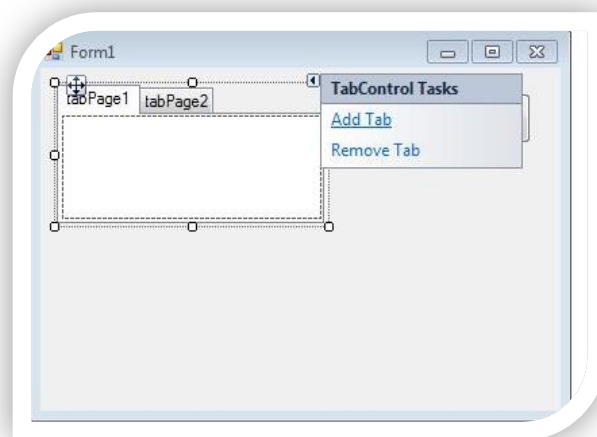 Form1
TabControl Tasks
tabPage1 tabPage2
Add Tab
Remove Tab